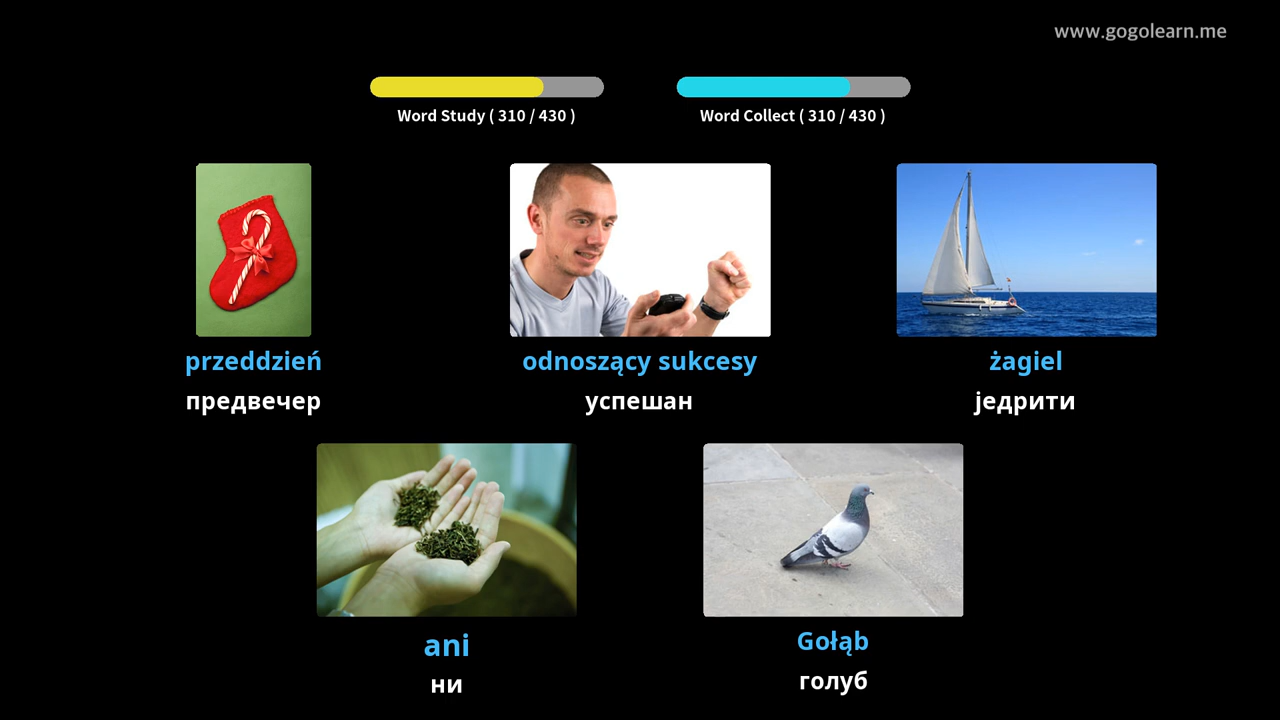 www.gogolearn.me
Word Study ( 310 / 430 )
Word Collect ( 310 / 430 )
przeddzień
odnoszący sukcesy
żagiel
предвечер
успешан
једрити
ani
Gołąb
ни
голуб